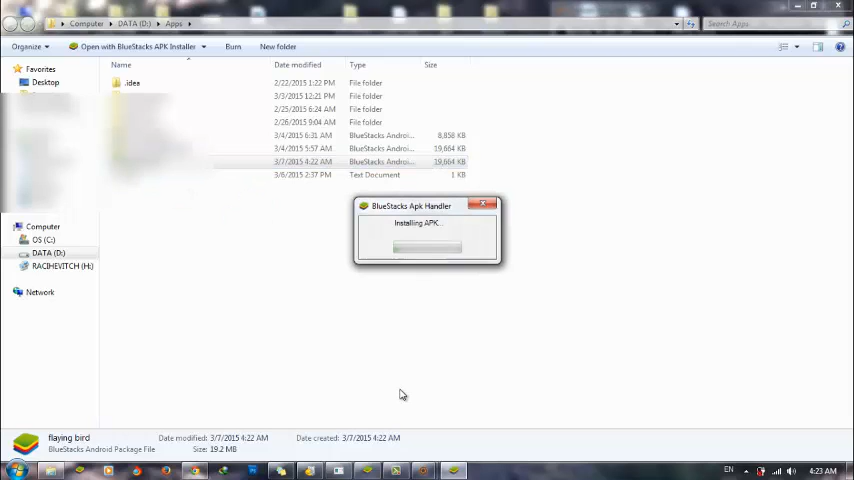 Computer ▸ DATA (D:) ▸ Apps ▸
Search Apps
Organize
Open with BlueStacks APK Installer
Burn
New folder
Name
Date modified
Type
Size
Favorites
Desktop
.idea
2/22/2015 1:22 PM
File folder
3/3/2015 12:21 PM
File folder
2/25/2015 6:24 AM
File folder
2/26/2015 9:04 AM
File folder
3/4/2015 6:31 AM
BlueStacks Androi...
8,858 KB
3/4/2015 5:57 AM
BlueStacks Androi...
19,664 KB
3/7/2015 4:22 AM
BlueStacks Androi...
19,664 KB
3/6/2015 2:37 PM
Text Document
1 KB
BlueStacks Apk Handler
Installing APK...
Computer
OS (C:)
DATA (D:)
RACIHEVITCH (H:)
Network
flaying bird
Date modified: 3/7/2015 4:22 AM
Date created: 3/7/2015 4:22 AM
BlueStacks Android Package File
Size: 19.2 MB
EN
4:23 AM